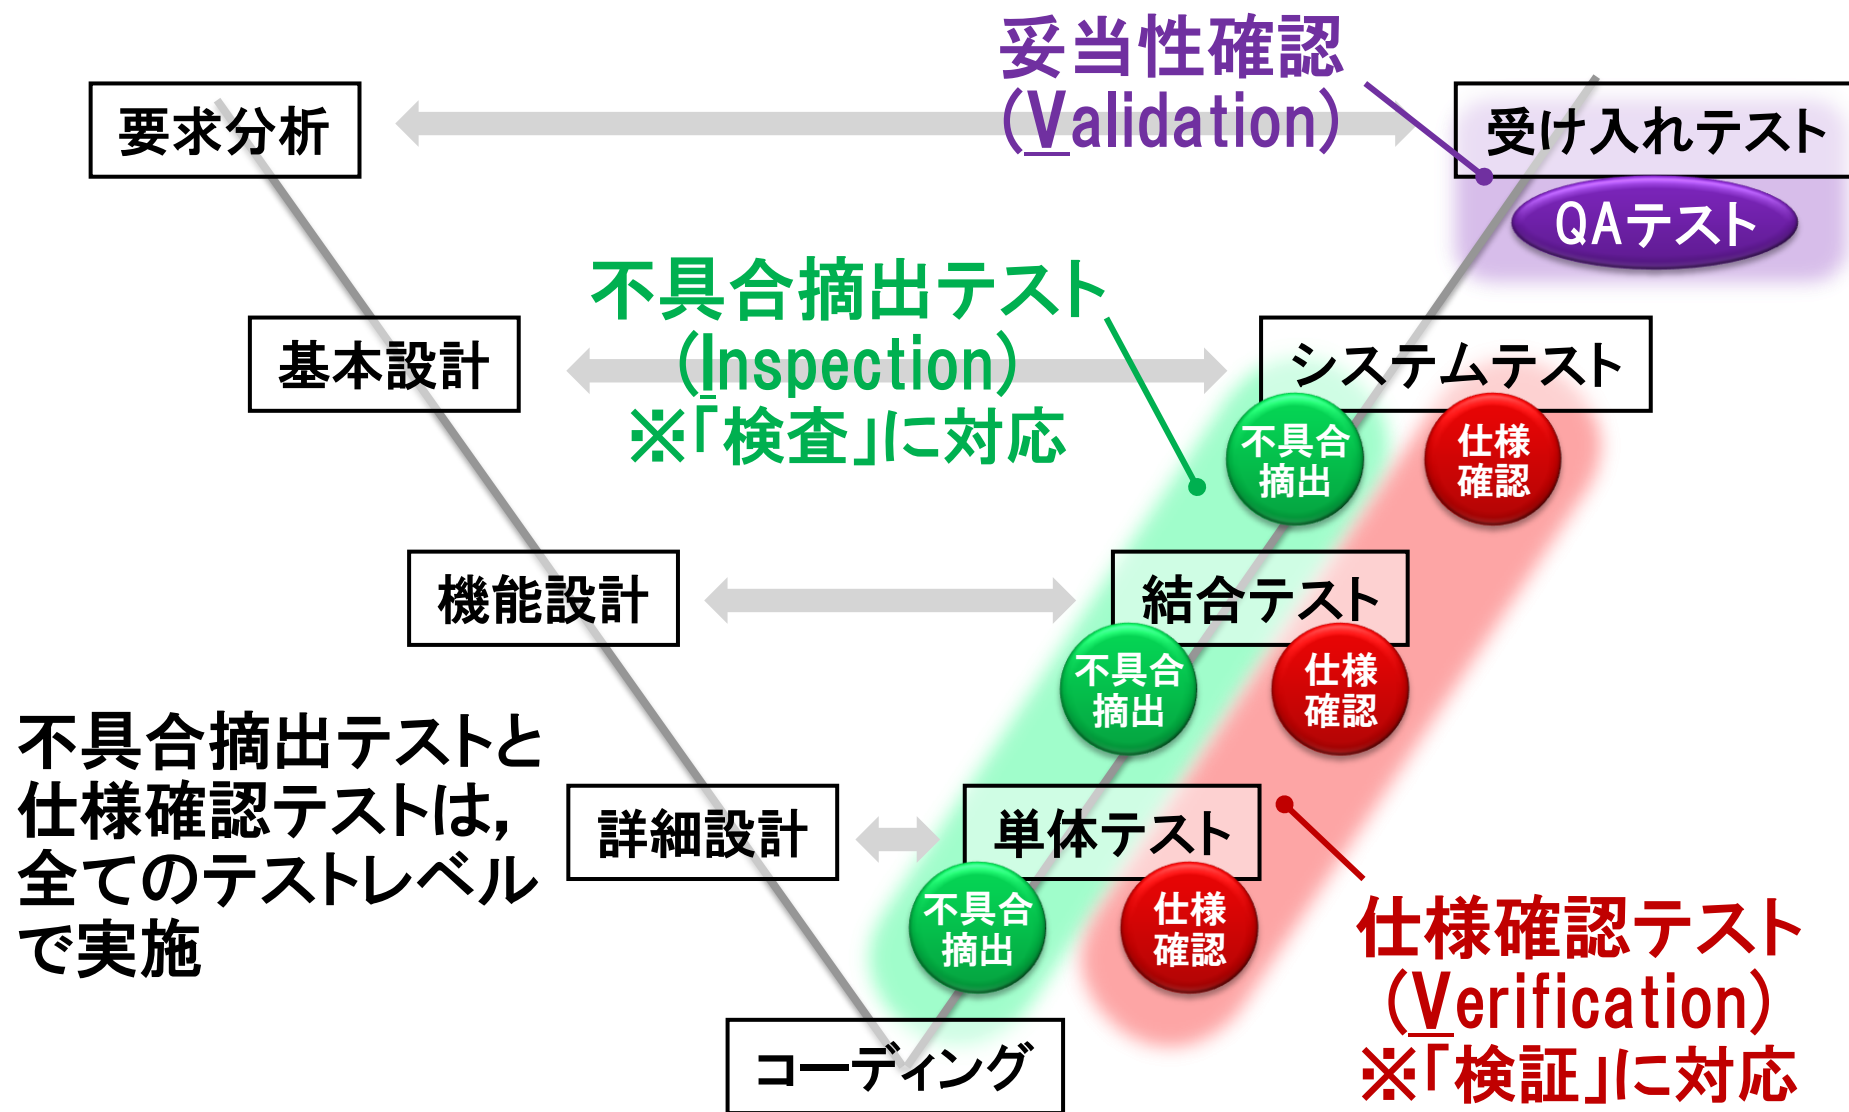 妥当性確認
(Validation)
要求分析
受け入れテスト
QAテスト
不具合摘出テスト
(Inspection)
※「検査」に対応
基本設計
システムテスト
不具合
摘出
仕様
確認
機能設計
結合テスト
不具合
摘出
仕様
確認
不具合摘出テストと
仕様確認テストは，
全てのテストレベル
で実施
詳細設計
単体テスト
不具合
摘出
仕様
確認
仕様確認テスト
(Verification)
※「検証」に対応
コーディング